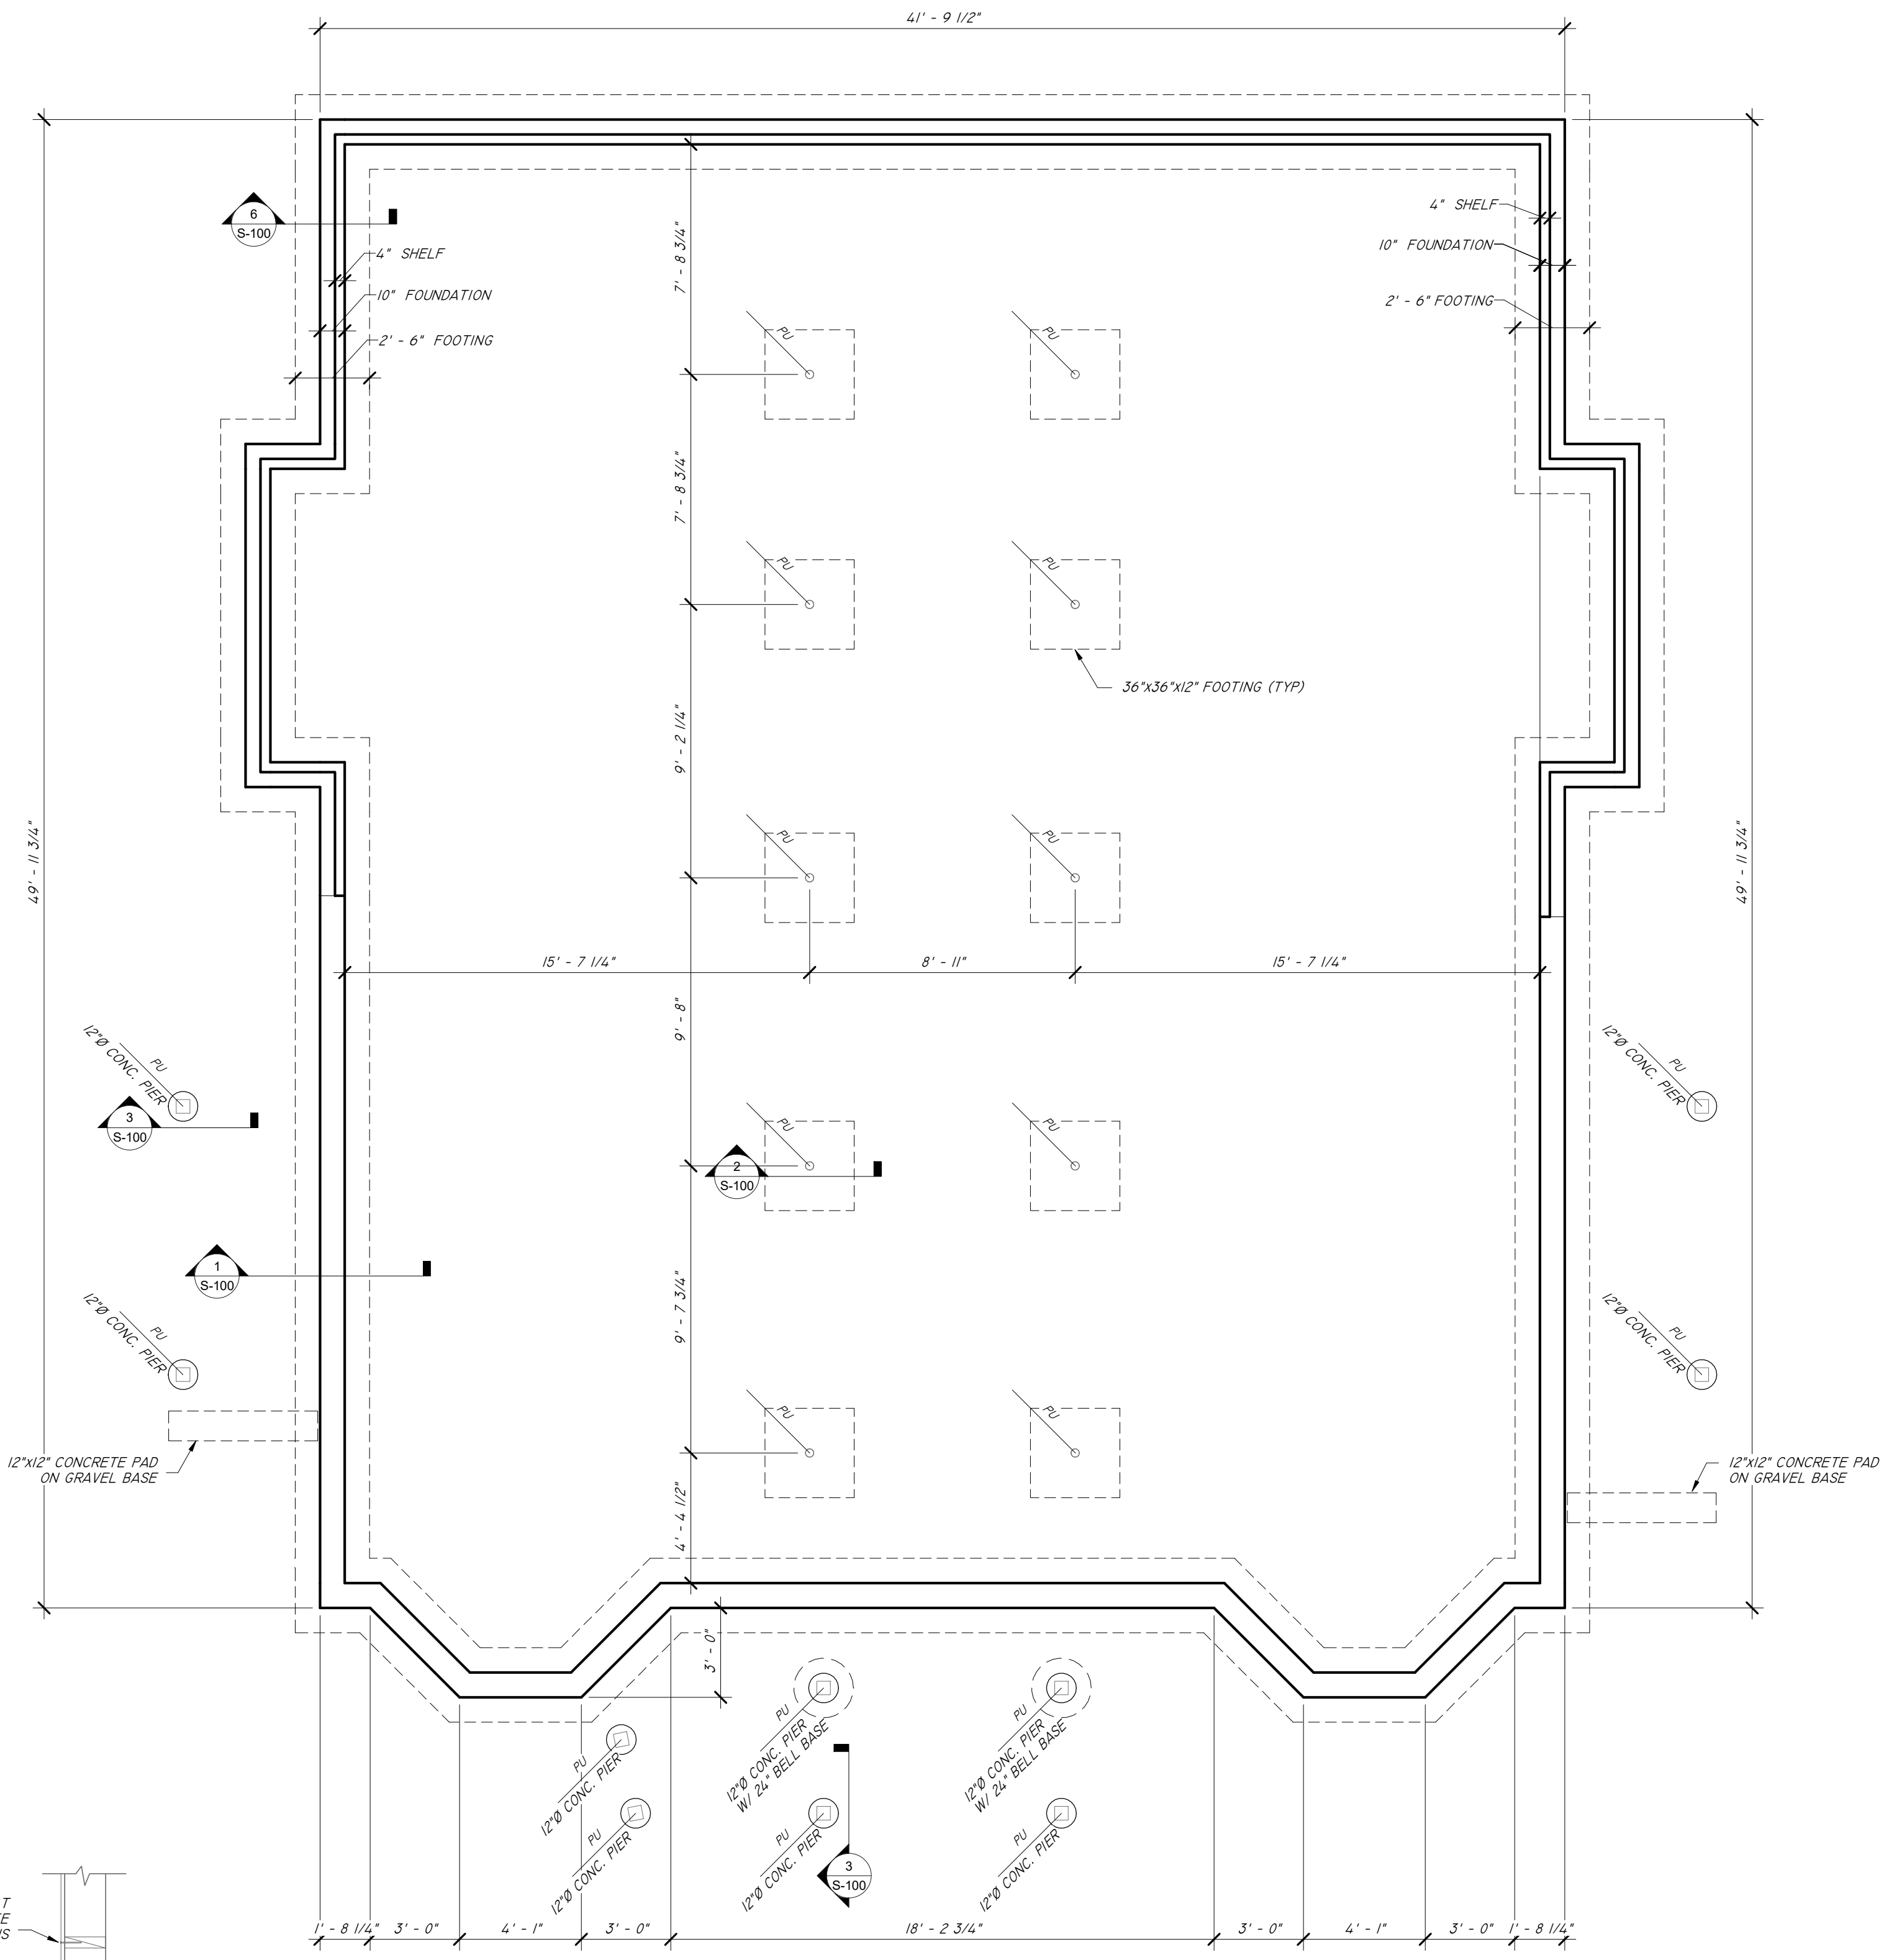 41' - 9 1/2"
6
S-100
4" SHELF
10" FOUNDATION
2' - 6" FOOTING
7' - 8 3/4"
4" SHELF
10" FOUNDATION
2' - 6" FOOTING
PU
PU
7' - 8 3/4"
PU
PU
36"X36"X12" FOOTING (TYP)
9' - 2 1/4"
49' - 11 3/4"
49' - 11 3/4"
PU
PU
15' - 7 1/4"
8' - 11"
15' - 7 1/4"
9' - 8"
PU
12"Ø CONC. PIER
3
S-100
PU
12"Ø CONC. PIER
PU
PU
2
S-100
1
S-100
9' - 7 3/4"
PU
12"Ø CONC. PIER
PU
12"Ø CONC. PIER
PU
PU
12"X12" CONCRETE PAD
ON GRAVEL BASE
12"X12" CONCRETE PAD
ON GRAVEL BASE
4' - 4 1/2"
3' - 0"
PU
12"Ø CONC. PIER
PU
12"Ø CONC. PIER
W/ 24" BELL BASE
PU
12"Ø CONC. PIER
W/ 24" BELL BASE
PU
12"Ø CONC. PIER
PU
12"Ø CONC. PIER
PU
12"Ø CONC. PIER
3
S-100
1' - 8 1/4"
3' - 0"
4' - 1"
3' - 0"
18' - 2 3/4"
3' - 0"
4' - 1"
3' - 0"
1' - 8 1/4"